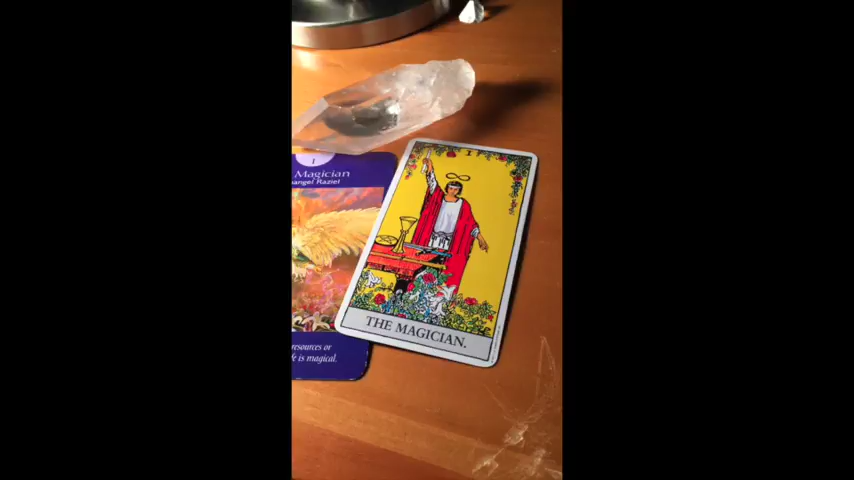 I
Magician
angel Raziel
resources or
is magical.
I
THE MAGICIAN.